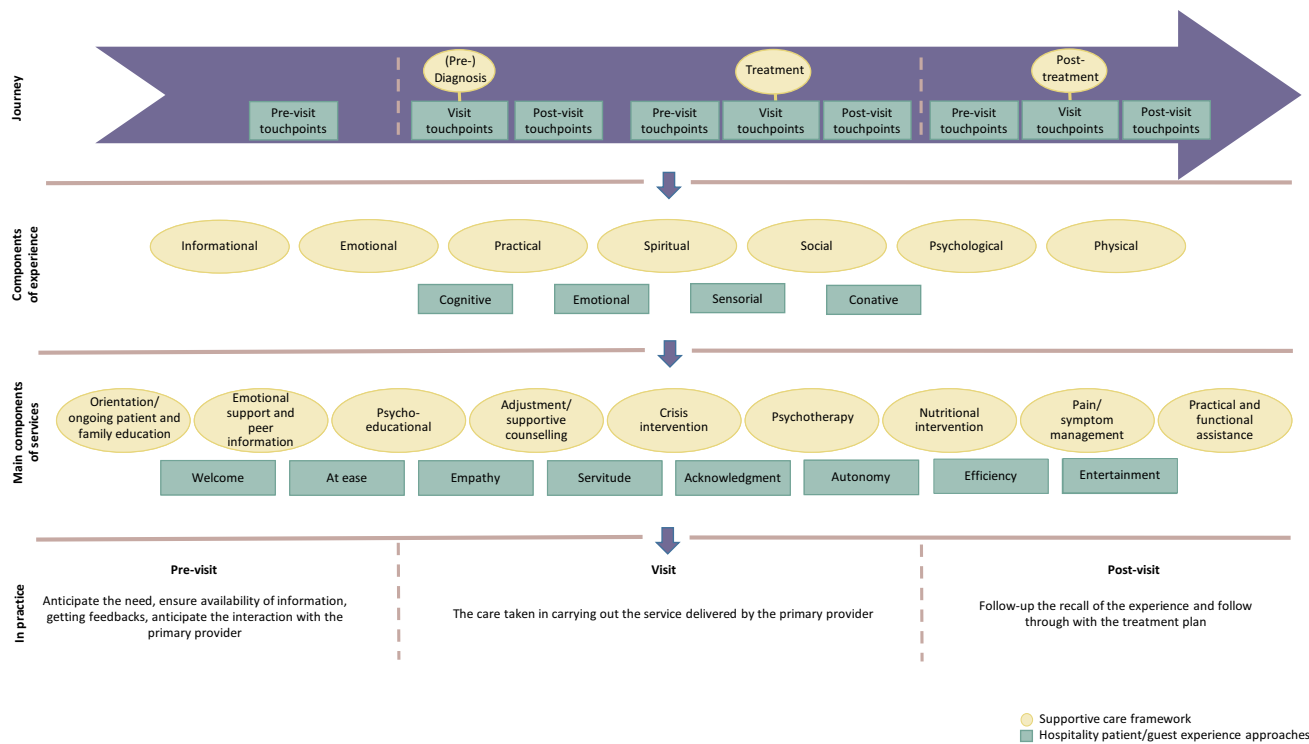 Journey
(Pre-)
Diagnosis
Treatment
Post-
treatment
Pre-visit
touchpoints
Visit
touchpoints
Post-visit
touchpoints
Pre-visit
touchpoints
Visit
touchpoints
Post-visit
touchpoints
Pre-visit
touchpoints
Visit
touchpoints
Post-visit
touchpoints
Components
of experience
Informational
Emotional
Practical
Spiritual
Social
Psychological
Physical
Cognitive
Emotional
Sensorial
Conative
Main components
of services
Orientation/
ongoing patient and
family education
Emotional
support and
peer
information
Psycho-
educational
Adjustment/
supportive
counselling
Crisis
intervention
Psychotherapy
Nutritional
intervention
Pain/
symptom
management
Practical and
functional
assistance
Welcome
At ease
Empathy
Servitude
Acknowledgment
Autonomy
Efficiency
Entertainment
In practice
Pre-visit
Anticipate the need, ensure availability of information,
getting feedbacks, anticipate the interaction with the
primary provider
Visit
The care taken in carrying out the service delivered by the primary provider
Post-visit
Follow-up the recall of the experience and follow
through with the treatment plan
Supportive care framework
Hospitality patient/guest experience approaches